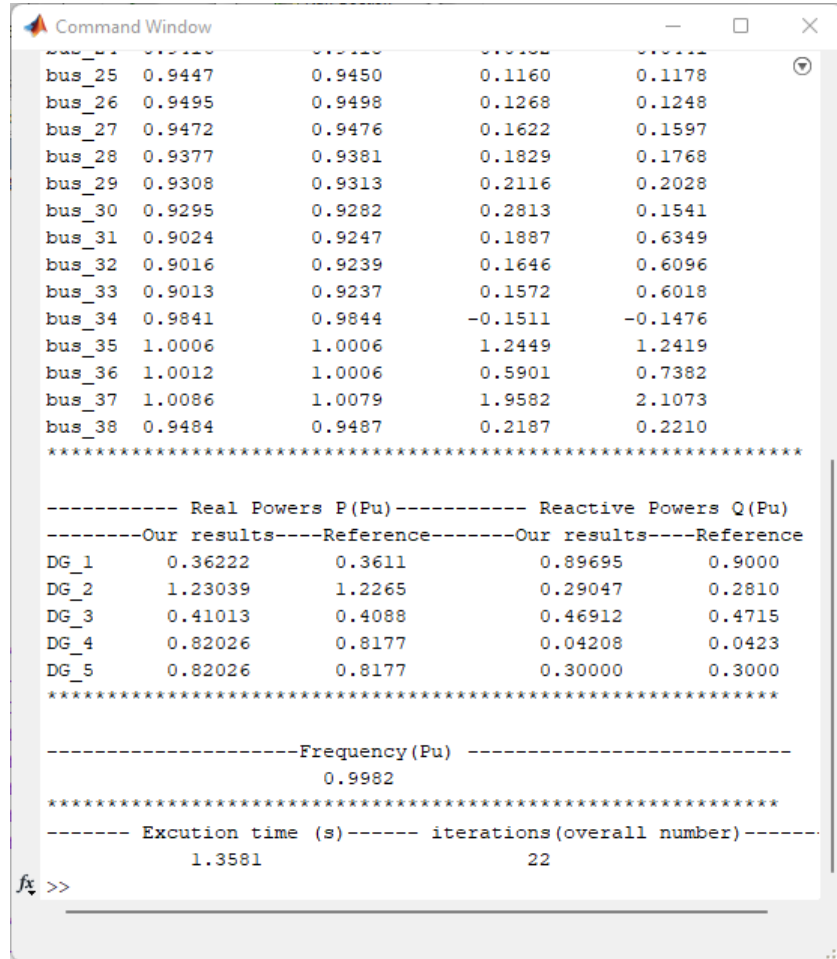 Command Window
bus_25 0.9447 0.9450 0.1160 0.1178
bus_26 0.9495 0.9498 0.1268 0.1248
bus_27 0.9472 0.9476 0.1622 0.1597
bus_28 0.9377 0.9381 0.1829 0.1768
bus_29 0.9308 0.9313 0.2116 0.2028
bus_30 0.9295 0.9282 0.2813 0.1541
bus_31 0.9024 0.9247 0.1887 0.6349
bus_32 0.9016 0.9239 0.1646 0.6096
bus_33 0.9013 0.9237 0.1572 0.6018
bus_34 0.9841 0.9844 -0.1511 -0.1476
bus_35 1.0006 1.0006 1.2449 1.2419
bus_36 1.0012 1.0006 0.5901 0.7382
bus_37 1.0086 1.0079 1.9582 2.1073
bus_38 0.9484 0.9487 0.2187 0.2210
***************************************************************
----------- Real Powers P(Pu)----------- Reactive Powers Q(Pu)
--------Our results----Reference-------Our results----Reference
DG_1 0.36222 0.3611 0.89695 0.9000
DG_2 1.23039 1.2265 0.29047 0.2810
DG_3 0.41013 0.4088 0.46912 0.4715
DG_4 0.82026 0.8177 0.04208 0.0423
DG_5 0.82026 0.8177 0.30000 0.3000
*************************************************************
---------------------Frequency(Pu) ---------------------------
0.9982
*************************************************************
------- Excution time (s)------ iterations(overall number)-------
1.3581 22
fx >>